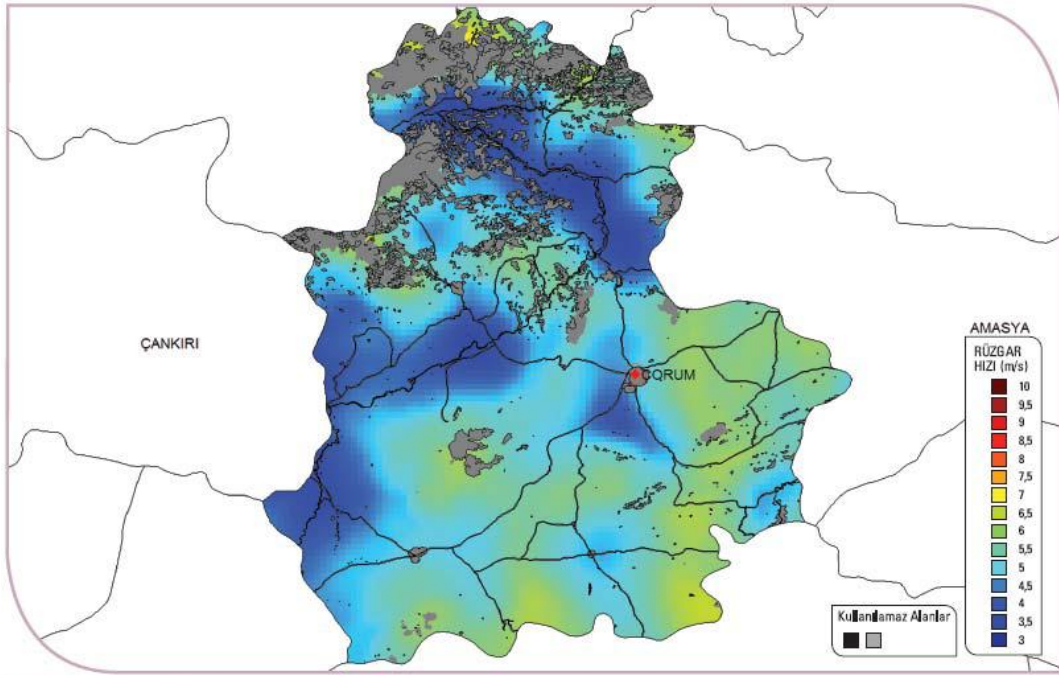 ÇANKIRI
ÇORUM
AMASYA
RÜZGAR
HIZI (m/s)
10
9,5
9
8,5
8
7,5
7
6,5
6
5,5
5
4,5
4
3,5
3
Kullanılamaz Alanlar